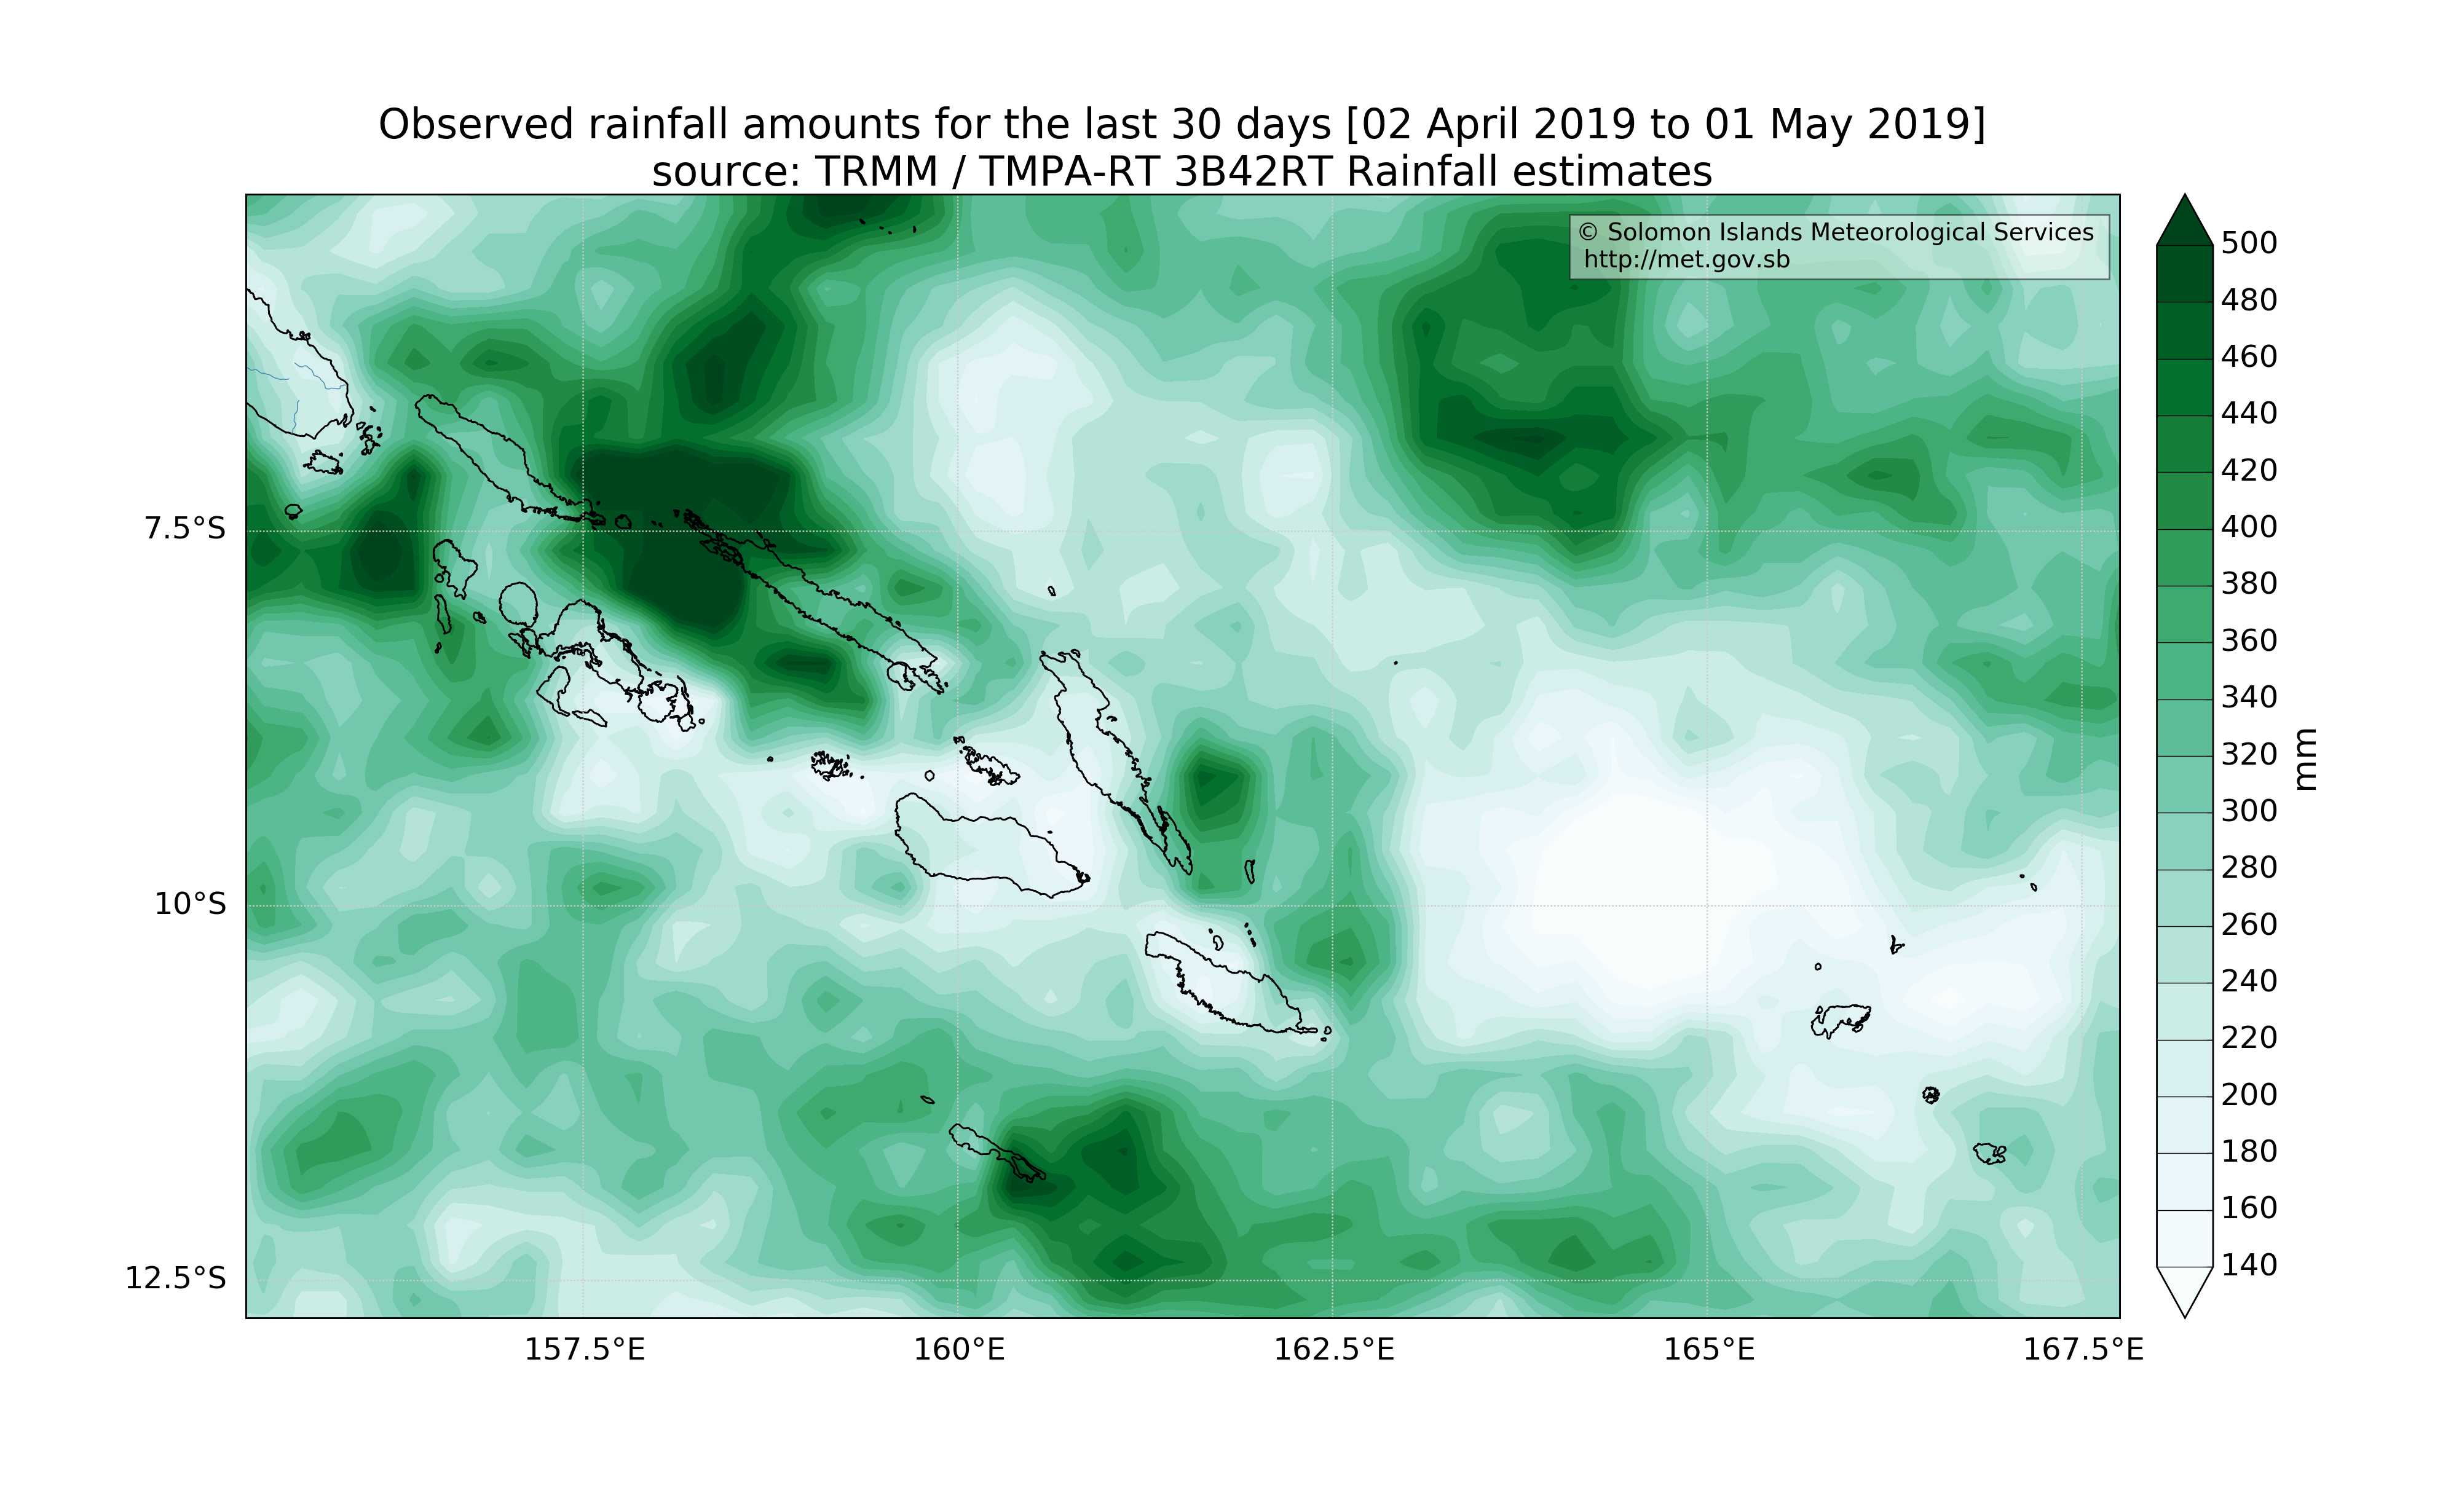 Observed rainfall amounts for the last 30 days [02 April 2019 to 01 May 2019]
source: TRMM / TMPA-RT 3B42RT Rainfall estimates
© Solomon Islands Meteorological Services
http://met.gov.sb
7.5°S
10°S
12.5°S
157.5°E
160°E
162.5°E
165°E
167.5°E
500
480
460
440
420
400
380
360
340
320
300
280
260
240
220
200
180
160
140
mm